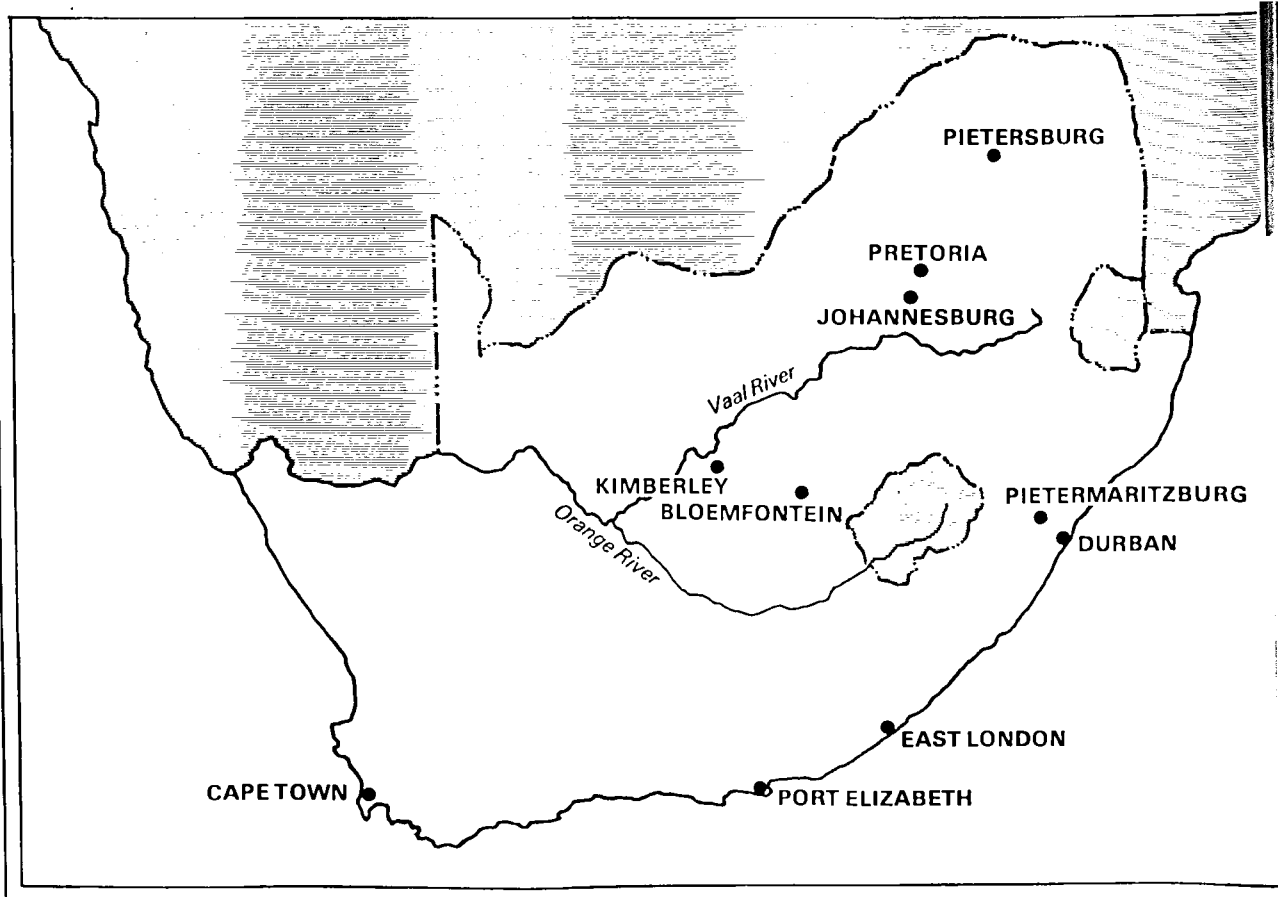 PIETERSBURG
PRETORIA
JOHANNESBURG
Vaal River
KIMBERLEY
BLOEMFONTEIN
PIETERMARITZBURG
Orange River
DURBAN
EAST LONDON
CAPE TOWN
PORT ELIZABETH